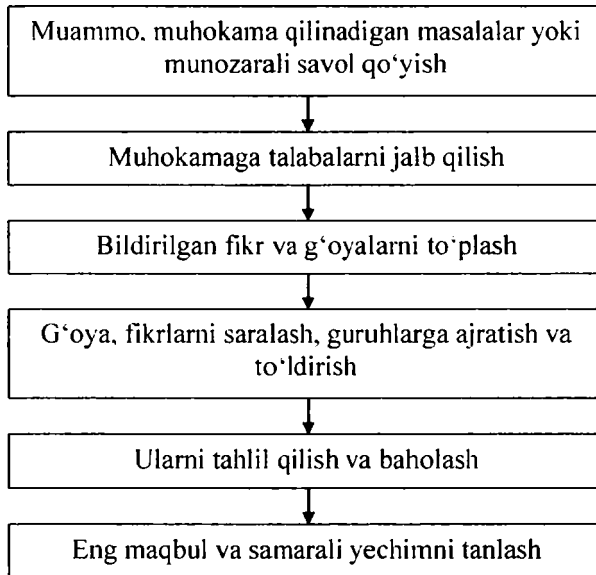 Muammo, muhokama qilinadigan masalalar yoki
munozarali savol qo‘yish
Muhokamaga talabalarni jalb qilish
Bildirilgan fikr va g‘oyalarni to‘plash
G‘oya, fikrlarni saralash, guruhlarga ajratish va
to‘ldirish
Ularni tahlil qilish va baholash
Eng maqbul va samarali yechimni tanlash